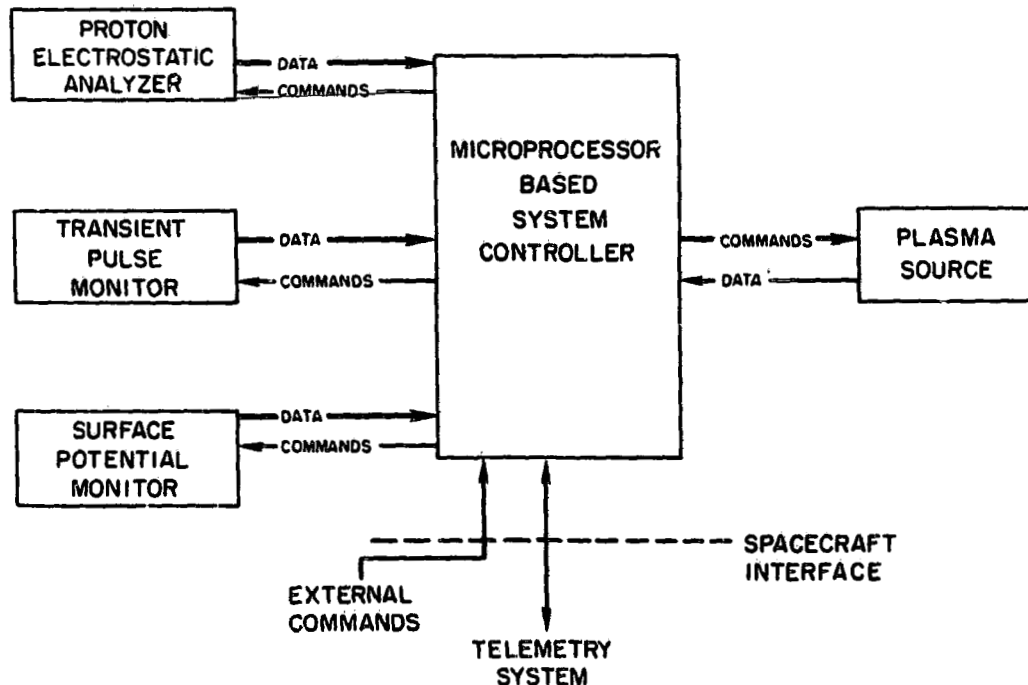 PROTON
ELECTROSTATIC
ANALYZER
DATA
COMMANDS
TRANSIENT
PULSE
MONITOR
DATA
COMMANDS
SURFACE
POTENTIAL
MONITOR
DATA
COMMANDS
MICROPROCESSOR
BASED
SYSTEM
CONTROLLER
COMMANDS
DATA
PLASMA
SOURCE
SPACECRAFT
INTERFACE
EXTERNAL
COMMANDS
TELEMETRY
SYSTEM